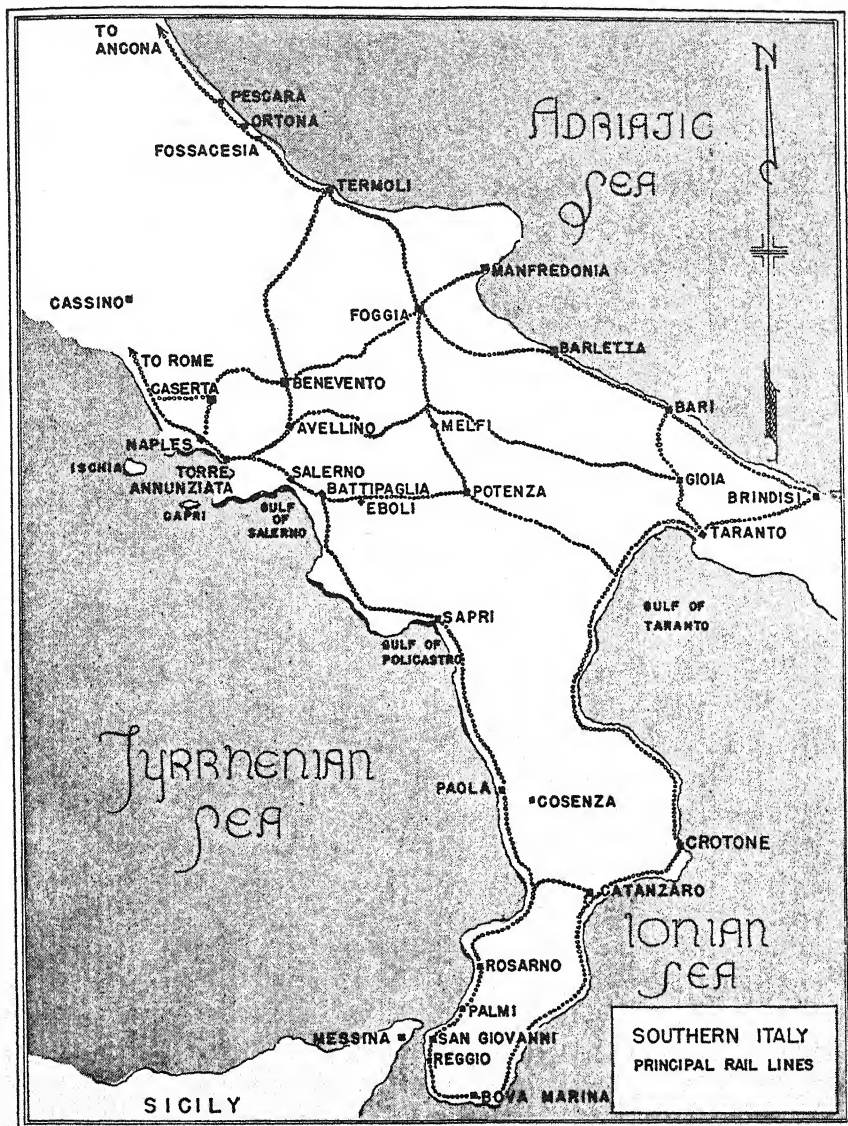 TO
ANCONA
N
PESCARA
ORTONA
FOSSACESIA
ADRIATIC
SEA
TERMOLI
MANFREDONIA
CASSINO
FOGGIA
TO ROME
BARLETTA
CASERTA
BENEVENTO
BARI
NAPLES
AVELLINO
MELFI
ISCHIA
TORRE
ANNUNZIATA
SALERNO
BATTIPAGLIA
POTENZA
GIOIA
BRINDISI
CAPRI
GULF
OF
SALERNO
EBOLI
TARANTO
SAPRI
GULF OF
TARANTO
GULF OF
POLICASTRO
TYRRHENIAN
SEA
PAOLA
COSENZA
CROTONE
CATANZARO
IONIAN
SEA
ROSARNO
PALMI
MESSINA
SAN GIOVANNI
REGGIO
BOVA MARINA
SICILY
SOUTHERN ITALY
PRINCIPAL RAIL LINES